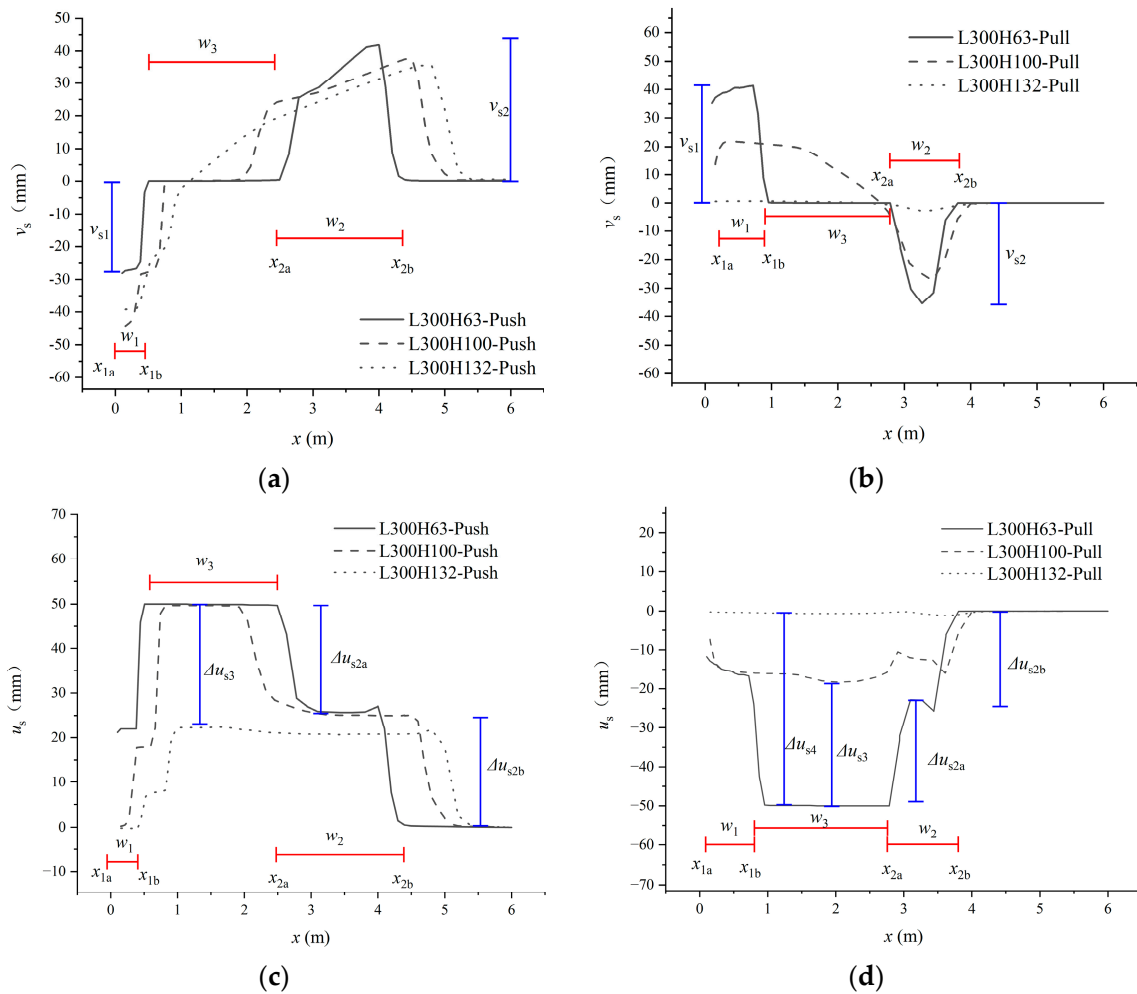 50
40
30
20
10
0
-10
-20
-30
-40
-50
-60
vs（mm）
w3
vs2
vs1
w2
x2a
x2b
w1
x1a
x1b
L300H63-Push
L300H100-Push
L300H132-Push
0
1
2
3
4
5
6
x (m)
(a)
60
50
40
30
20
10
0
-10
-20
-30
-40
-50
-60
vs（mm）
L300H63-Pull
L300H100-Pull
L300H132-Pull
vs1
w2
x2a
x2b
w1
w3
x1a
x1b
vs2
0
1
2
3
4
5
6
x (m)
(b)
70
60
50
40
30
20
10
0
−10
us (mm)
L300H63-Push
L300H100-Push
L300H132-Push
w3
Δus3
Δus2a
Δus2b
w1
w2
x1a
x1b
x2a
x2b
0
1
2
3
4
5
6
x (m)
(c)
20
10
0
−10
−20
−30
−40
−50
−60
−70
us (mm)
L300H63-Pull
L300H100-Pull
L300H132-Pull
Δus4
Δus3
Δus2a
Δus2b
w1
w3
w2
x1a
x1b
x2a
x2b
0
1
2
3
4
5
6
x (m)
(d)